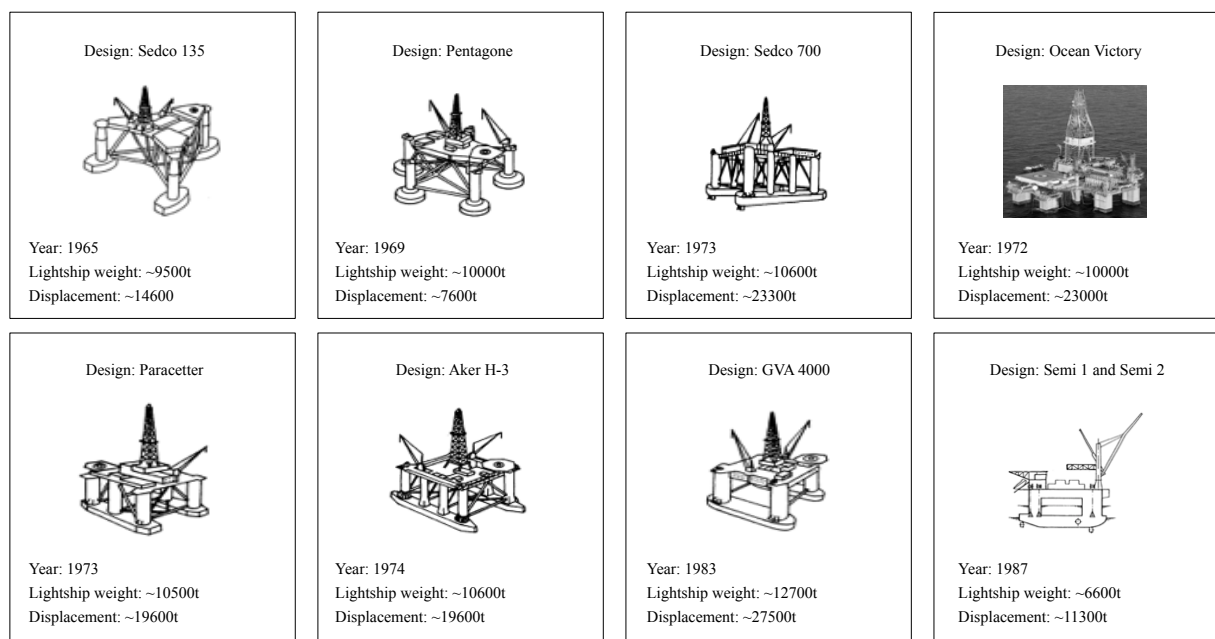 Design: Sedco 135
Year: 1965
Lightship weight: ~9500t
Displacement: ~14600
Design: Pentagone
Year: 1969
Lightship weight: ~10000t
Displacement: ~7600t
Design: Sedco 700
Year: 1973
Lightship weight: ~10600t
Displacement: ~23300t
Design: Ocean Victory
Year: 1972
Lightship weight: ~10000t
Displacement: ~23000t
Design: Paracetter
Year: 1973
Lightship weight: ~10500t
Displacement: ~19600t
Design: Aker H-3
Year: 1974
Lightship weight: ~10600t
Displacement: ~19600t
Design: GVA 4000
Year: 1983
Lightship weight: ~12700t
Displacement: ~27500t
Design: Semi 1 and Semi 2
Year: 1987
Lightship weight: ~6600t
Displacement: ~11300t